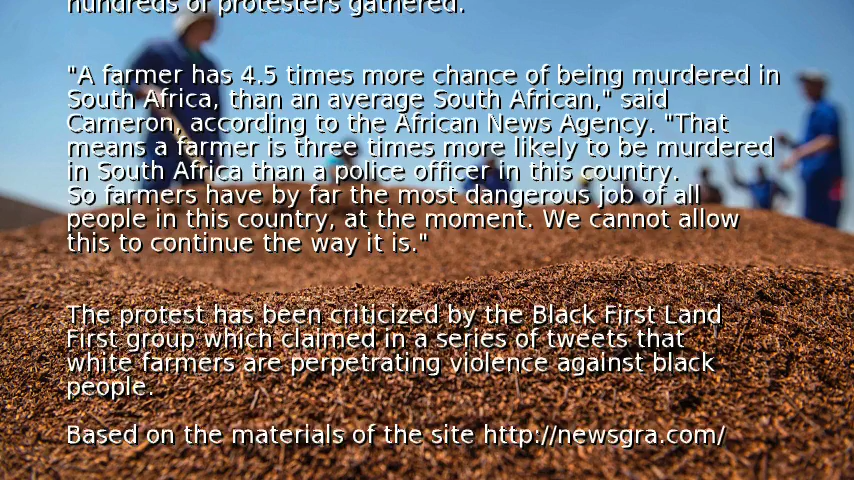 hundreds of protesters gathered.
"A farmer has 4.5 times more chance of being murdered in
South Africa, than an average South African," said
Cameron, according to the African News Agency. "That
means a farmer is three times more likely to be murdered
in South Africa than a police officer in this country.
So farmers have by far the most dangerous job of all
people in this country, at the moment. We cannot allow
this to continue the way it is."
The protest has been criticized by the Black First Land
First group which claimed in a series of tweets that
white farmers are perpetrating violence against black
people.
Based on the materials of the site http://newsgra.com/